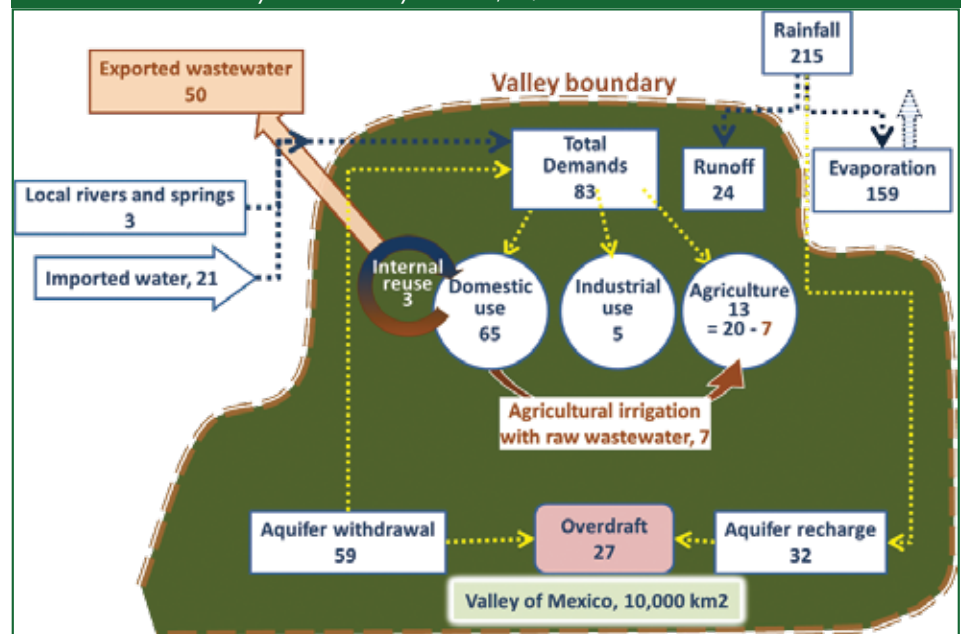 Rainfall
215
Exported wastewater
50
Valley boundary
Total
Demands
83
Runoff
24
Evaporation
159
Local rivers and springs
3
Imported water, 21
Internal
reuse
3
Domestic
use
65
Industrial
use
5
Agriculture
13
= 20 - 7
Agricultural irrigation
with raw wastewater, 7
Aquifer withdrawal
59
Overdraft
27
Aquifer recharge
32
Valley of Mexico, 10,000 km2